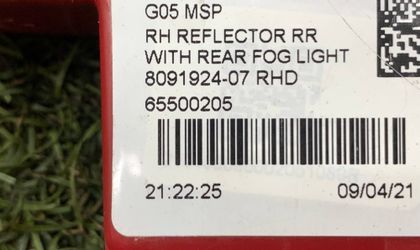 G05 MSP
RH REFLECTOR RR
WITH REAR FOG LIGHT
8091924-07 RHD
65500205
21:22:25 09/04/21